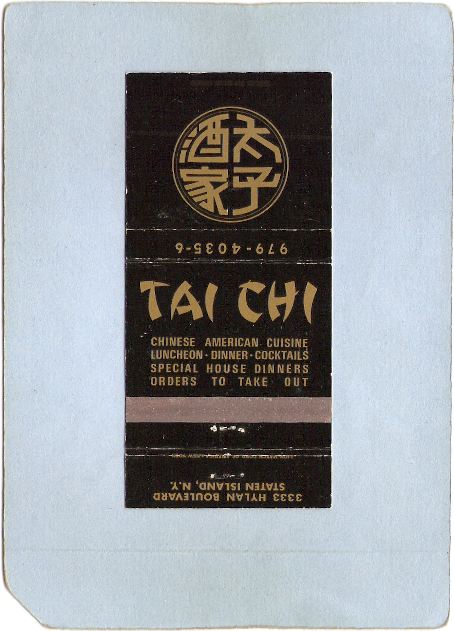 太子
酒家
979-4035-6
TAI CHI
CHINESE AMERICAN CUISINE
LUNCHEON · DINNER · COCKTAILS
SPECIAL HOUSE DINNERS
ORDERS TO TAKE OUT
3333 HYLAN BOULEVARD
STATEN ISLAND, N.Y.